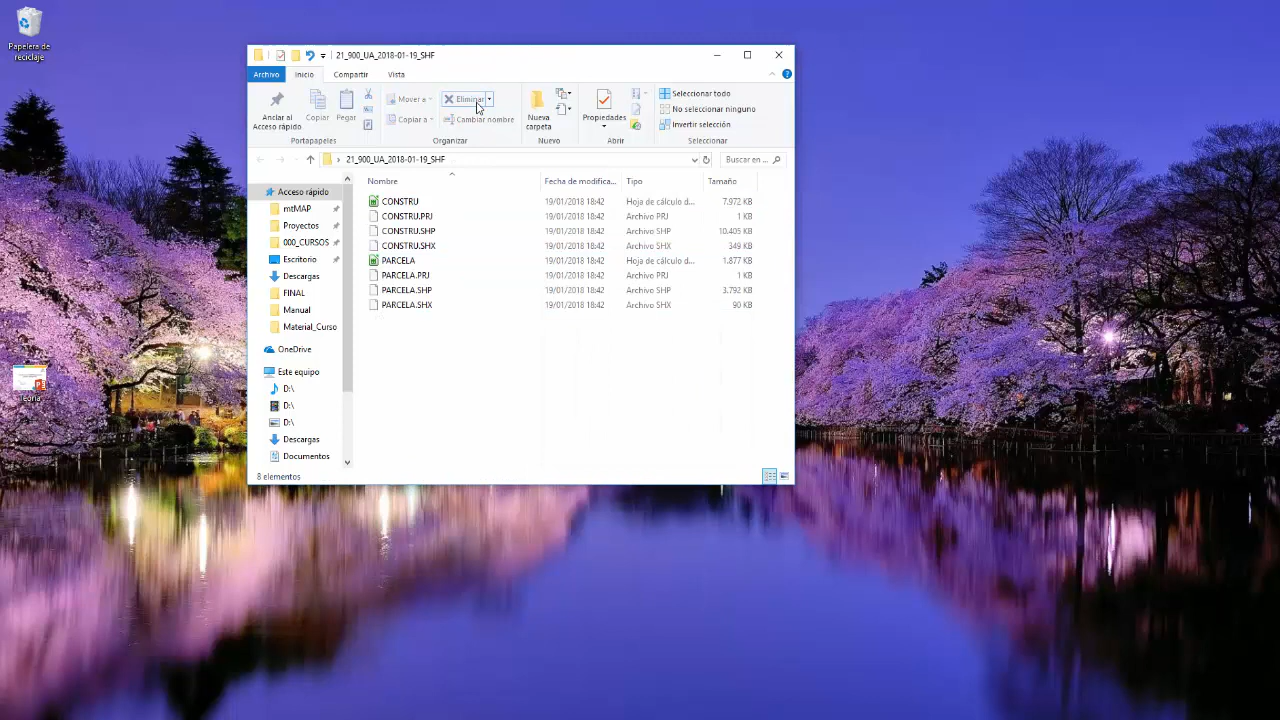 Papelera de
reciclaje
Teoria
21_900_UA_2018-01-19_SHF
Archivo Inicio Compartir Vista
Anclar al
Acceso rápido
Copiar
Pegar
Portapapeles
Mover a
Copiar a
Eliminar
Cambiar nombre
Organizar
Nueva
carpeta
Nuevo
Propiedades
Abrir
Seleccionar todo
No seleccionar ninguno
Invertir selección
Seleccionar
21_900_UA_2018-01-19_SHF
Buscar en ...
Acceso rápido
mtMAP
Proyectos
000_CURSOS
Escritorio
Descargas
FINAL
Manual
Material_Curso
OneDrive
Este equipo
D:\
D:\
D:\
Descargas
Documentos
Nombre Fecha de modifica... Tipo Tamaño
CONSTRU 19/01/2018 18:42 Hoja de cálculo d... 7.972 KB
CONSTRU.PRJ 19/01/2018 18:42 Archivo PRJ 1 KB
CONSTRU.SHP 19/01/2018 18:42 Archivo SHP 10.405 KB
CONSTRU.SHX 19/01/2018 18:42 Archivo SHX 349 KB
PARCELA 19/01/2018 18:42 Hoja de cálculo d... 1.877 KB
PARCELA.PRJ 19/01/2018 18:42 Archivo PRJ 1 KB
PARCELA.SHP 19/01/2018 18:42 Archivo SHP 3.792 KB
PARCELA.SHX 19/01/2018 18:42 Archivo SHX 90 KB
8 elementos